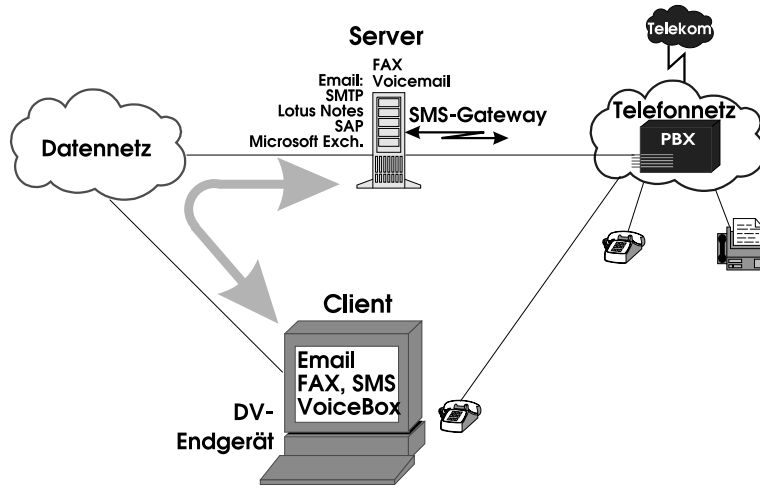 Server
Telekom
FAX
Email: Voicemail
SMTP
Lotus Notes
SAP
Microsoft Exch.
SMS-Gateway
Telefonnetz
PBX
Datennetz
Client
Email
FAX, SMS
VoiceBox
DV-
Endgerät